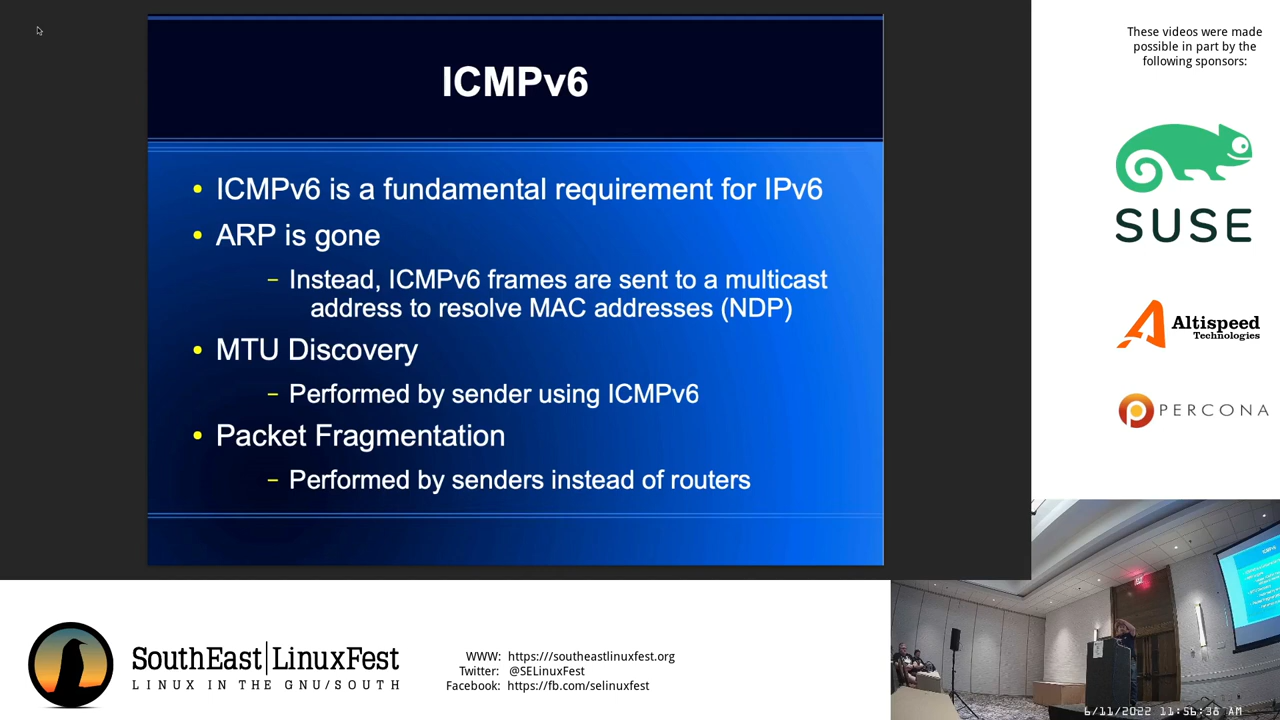 ICMPv6
• ICMPv6 is a fundamental requirement for IPv6
• ARP is gone
– Instead, ICMPv6 frames are sent to a multicast
address to resolve MAC addresses (NDP)
• MTU Discovery
– Performed by sender using ICMPv6
• Packet Fragmentation
– Performed by senders instead of routers
These videos were made
possible in part by the
following sponsors:
SUSE
Altispeed
Technologies
PERCONA
SouthEast|LinuxFest
LINUX IN THE GNU/SOUTH
WWW: https:///southeastlinuxfest.org
Twitter: @SELinuxFest
Facebook: https://fb.com/selinuxfest
6/11/2022 11:56:38 AM